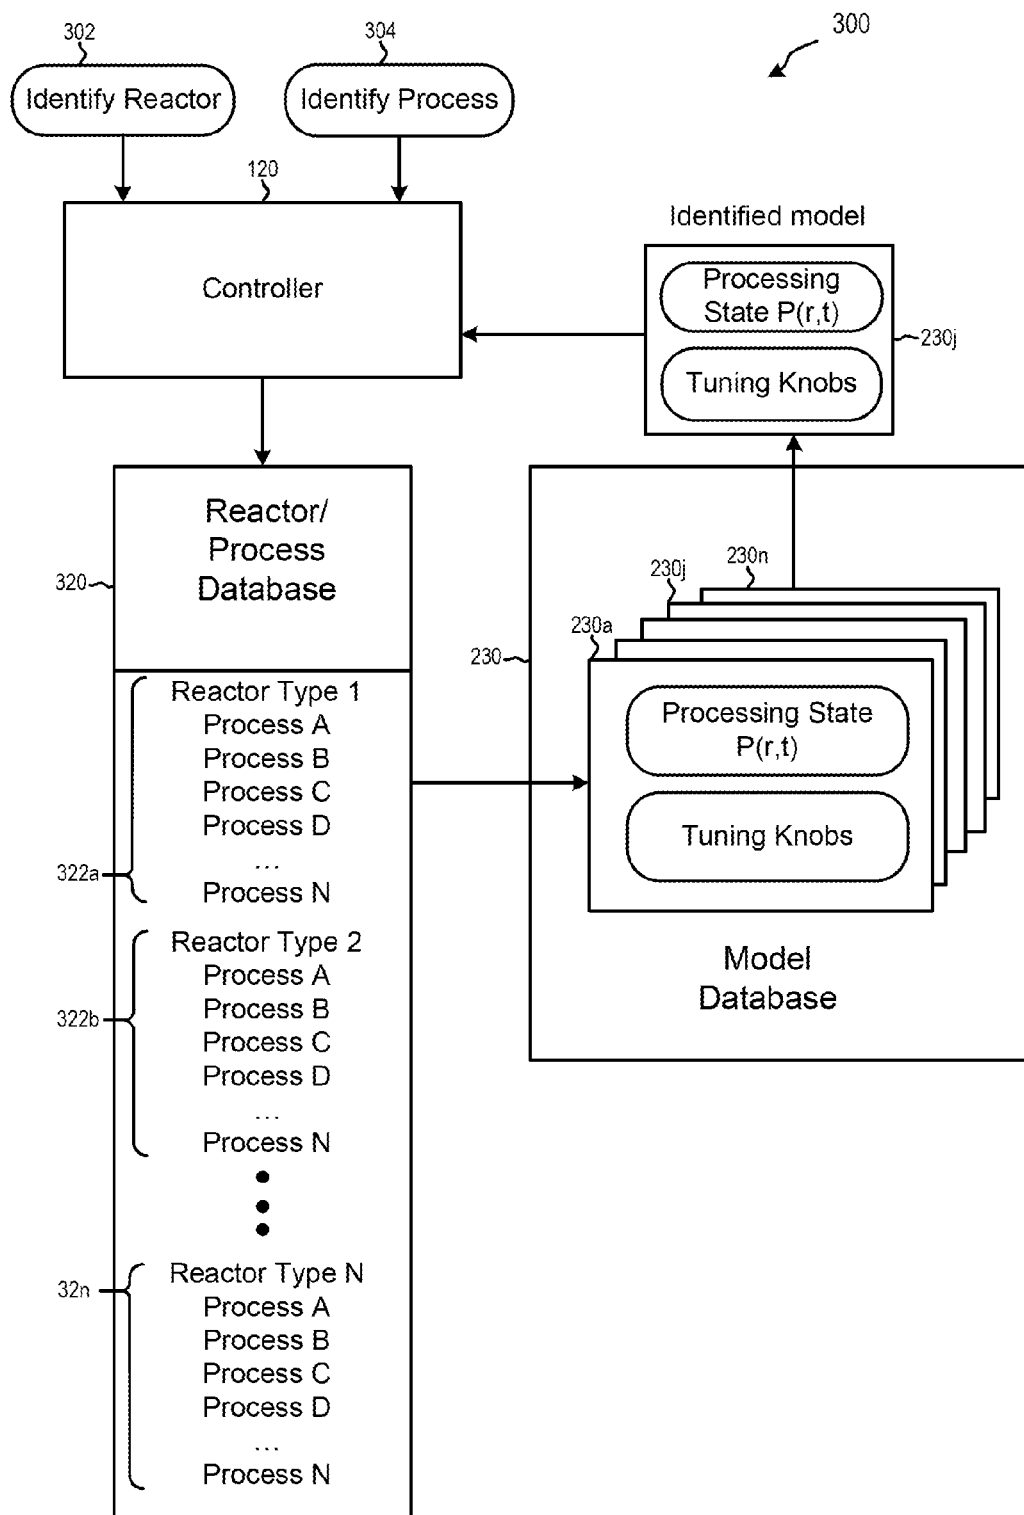 302
304
300
Identify Reactor
Identify Process
120
Controller
Identified model
Processing
State P(r,t)
Tuning Knobs
230j
Reactor/
Process
Database
320
Reactor Type 1
Process A
Process B
Process C
Process D
...
Process N
322a
Reactor Type 2
Process A
Process B
Process C
Process D
...
Process N
322b
Reactor Type N
Process A
Process B
Process C
Process D
...
Process N
32n
230
230a
230j
230n
Processing State
P(r,t)
Tuning Knobs
Model
Database